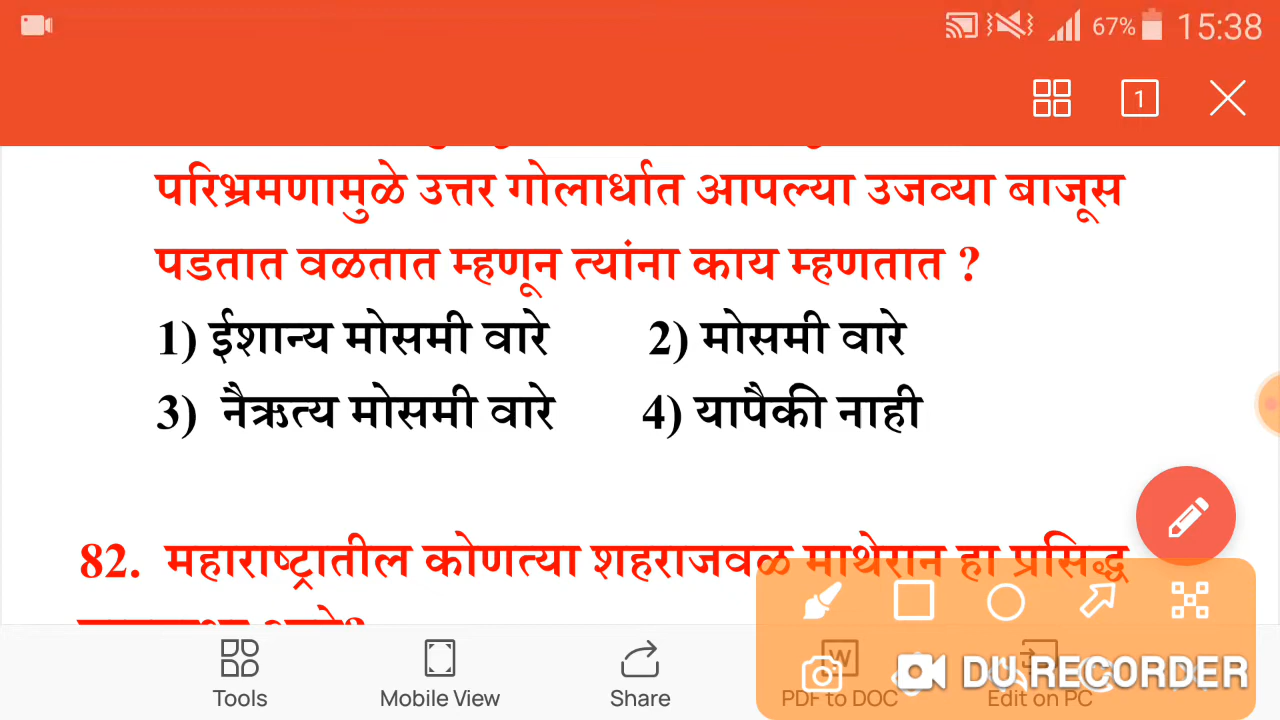 67% 15:38
1
परिभ्रमणामुळे उत्तर गोलार्धात आपल्या उजव्या बाजूस
पडतात वळतात म्हणून त्यांना काय म्हणतात ?
1) ईशान्य मोसमी वारे 2) मोसमी वारे
3) नैऋत्य मोसमी वारे 4) यापैकी नाही
82. महाराष्ट्रातील कोणत्या शहराजवळ माथेरान हा प्रसिद्ध
DU RECORDER
Tools Mobile View Share PDF to DOC Edit on PC